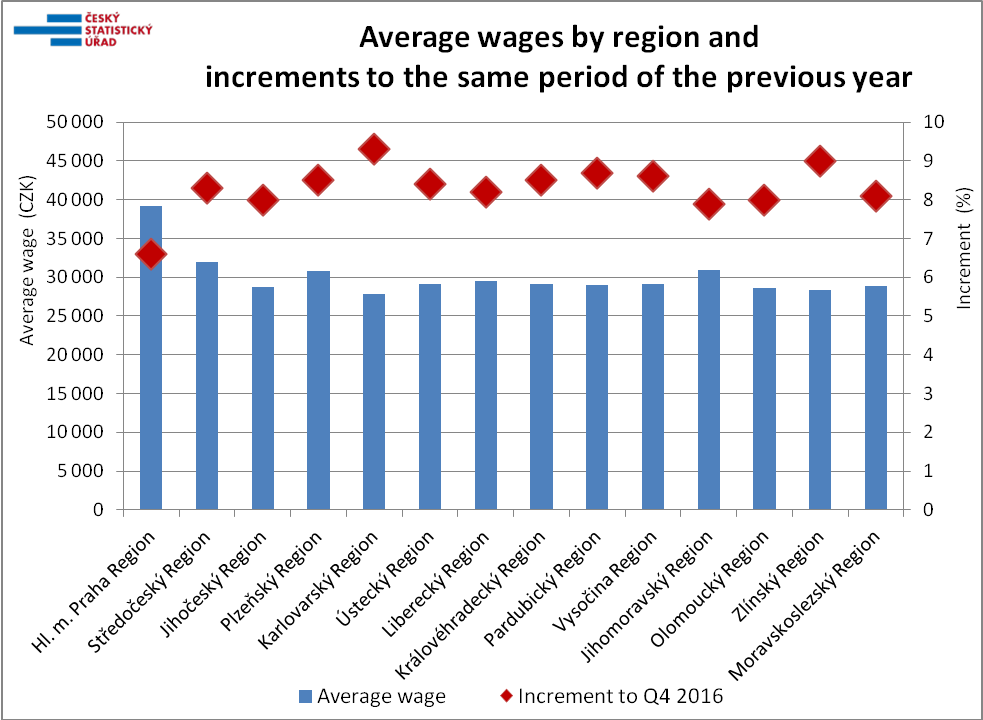 ČESKÝ
STATISTICKÝ
ÚŘAD
Average wages by region and
increments to the same period of the previous year
Average wage (CZK)
50 000
45 000
40 000
35 000
30 000
25 000
20 000
15 000
10 000
5 000
0
10
9
8
7
6
5
4
3
2
1
0
Increment (%)
Hl. m. Praha Region
Středočeský Region
Jihočeský Region
Plzeňský Region
Karlovarský Region
Ústecký Region
Liberecký Region
Královéhradecký Region
Pardubický Region
Vysočina Region
Jihomoravský Region
Olomoucký Region
Zlínský Region
Moravskoslezský Region
Average wage
Increment to Q4 2016